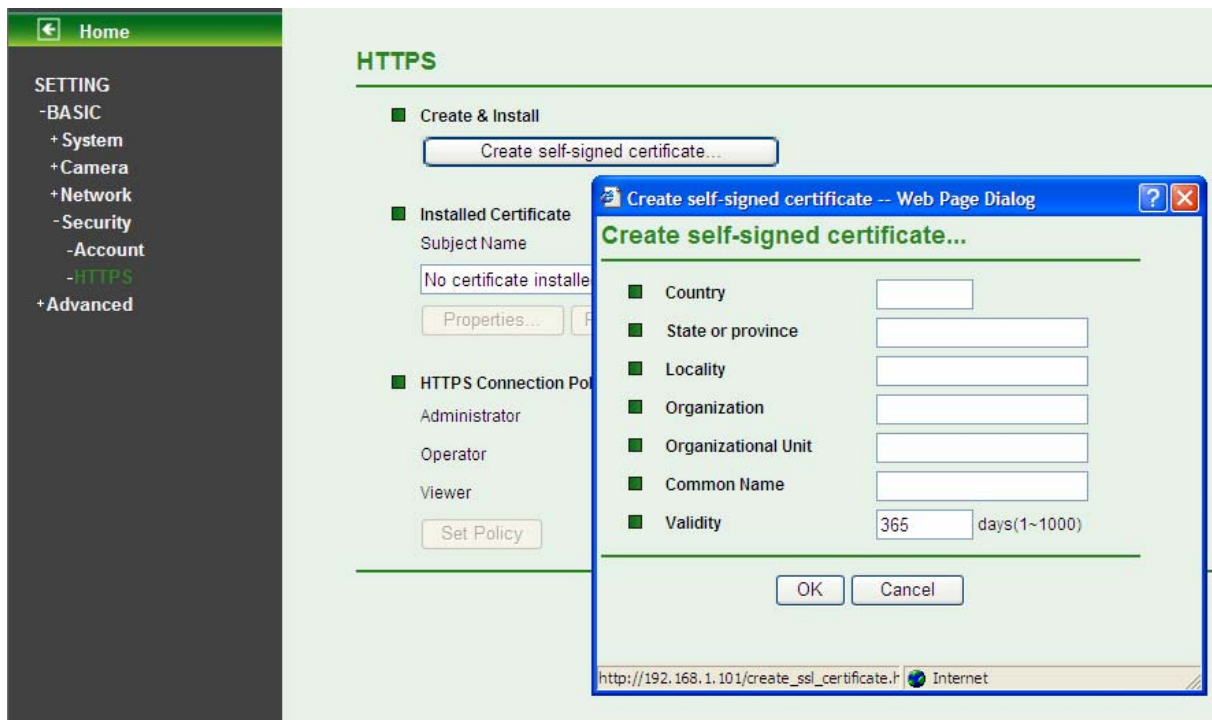 Home
SETTING
-BASIC
+System
+Camera
+Network
-Security
-Account
-HTTPS
+Advanced
HTTPS
Create & Install
Create self-signed certificate...
Installed Certificate
Subject Name
No certificate installe
Properties...
HTTPS Connection Pol
Administrator
Operator
Viewer
Set Policy
Create self-signed certificate -- Web Page Dialog
Create self-signed certificate...
Country
State or province
Locality
Organization
Organizational Unit
Common Name
Validity 365 days(1~1000)
OK Cancel
http://192.168.1.101/create_ssl_certificate.h Internet